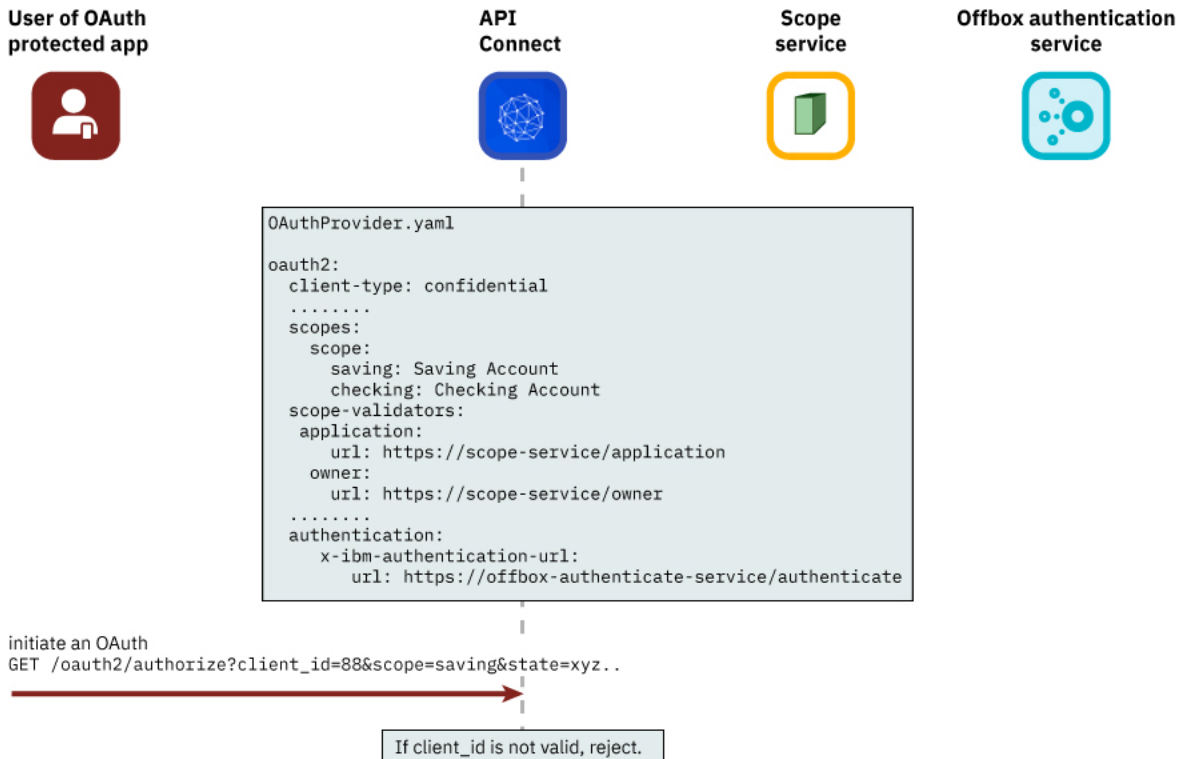 User of OAuth
protected app
API
Connect
Scope
service
Offbox authentication
service
OAuthProvider.yaml
oauth2:
  client-type: confidential
  ........
  scopes:
    scope:
      saving: Saving Account
      checking: Checking Account
  scope-validators:
   application:
      url: https://scope-service/application
    owner:
      url: https://scope-service/owner
  ........
  authentication:
     x-ibm-authentication-url:
        url: https://offbox-authenticate-service/authenticate
initiate an OAuth
GET /oauth2/authorize?client_id=88&scope=saving&state=xyz..
If client_id is not valid, reject.